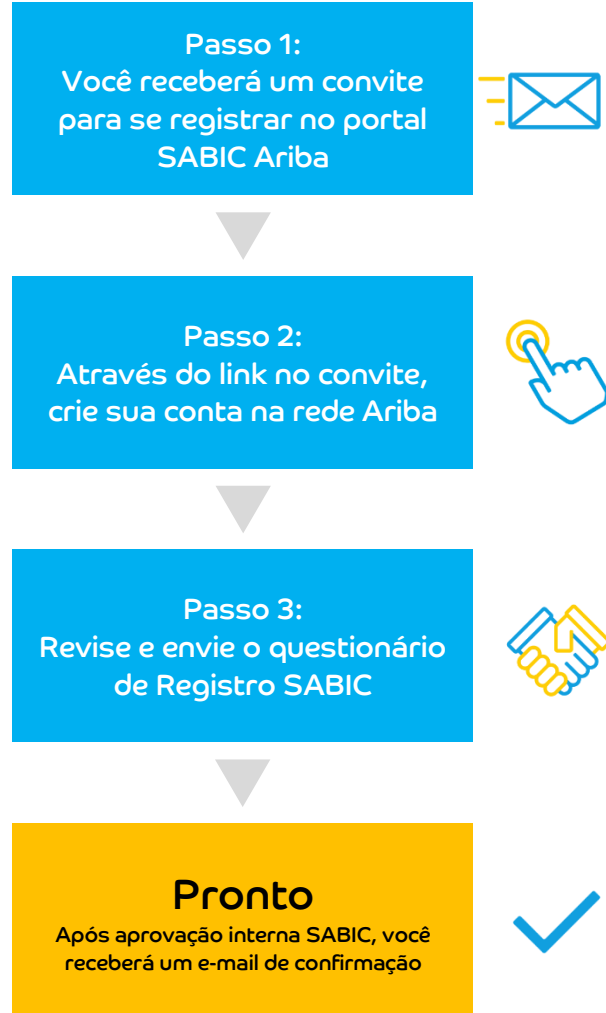 Passo 1:
Você receberá um convite
para se registrar no portal
SABIC Ariba
Passo 2:
Através do link no convite,
crie sua conta na rede Ariba
Passo 3:
Revise e envie o questionário
de Registro SABIC
Pronto
Após aprovação interna SABIC, você
receberá um e-mail de confirmação